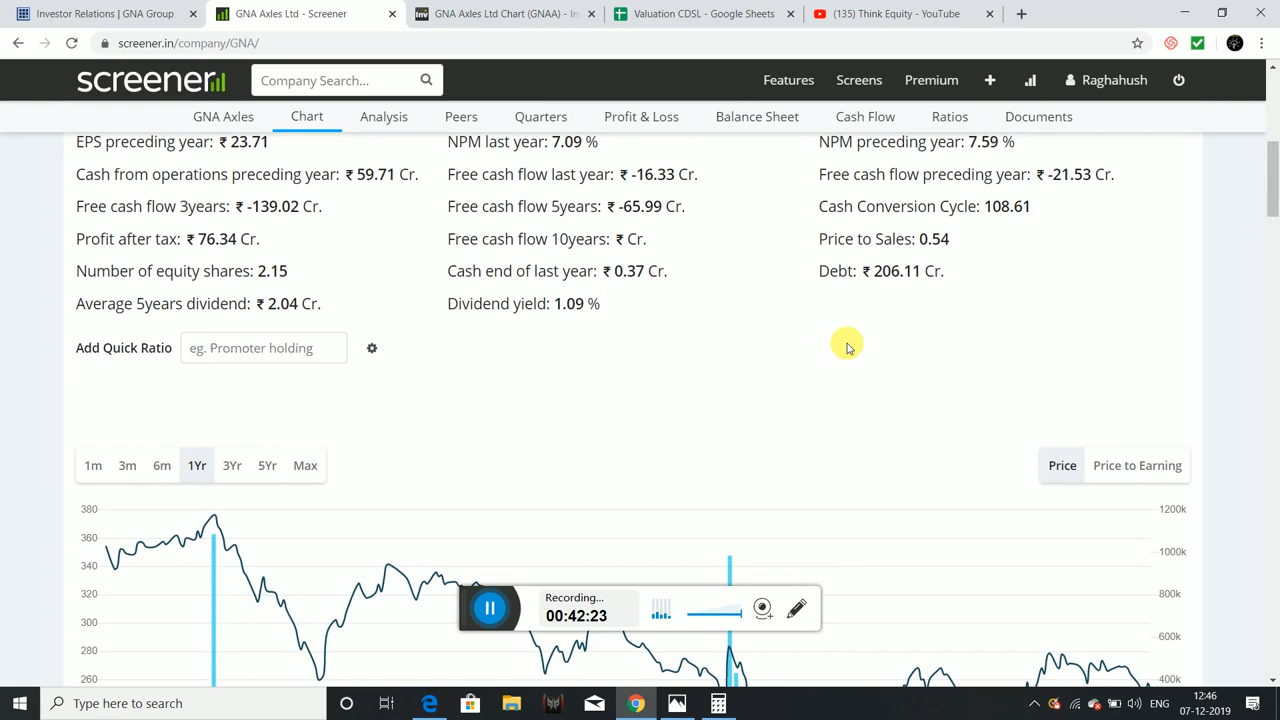 Investor Relations I GNA Group
GNA Axles Ltd - Screener
GNA Axles Ltd Chart (GNAA) - In
Valuation CDSL - Google Sheets
(135) Think Equity - YouTube
screener.in/company/GNA/
screener
Company Search...
Features
Screens
Premium
Raghahush
GNA Axles
Chart
Analysis
Peers
Quarters
Profit & Loss
Balance Sheet
Cash Flow
Ratios
Documents
EPS preceding year: ₹ 23.71
NPM last year: 7.09 %
NPM preceding year: 7.59 %
Cash from operations preceding year: ₹ 59.71 Cr.
Free cash flow last year: ₹ -16.33 Cr.
Free cash flow preceding year: ₹ -21.53 Cr.
Free cash flow 3years: ₹ -139.02 Cr.
Free cash flow 5years: ₹ -65.99 Cr.
Cash Conversion Cycle: 108.61
Profit after tax: ₹ 76.34 Cr.
Free cash flow 10years: ₹ Cr.
Price to Sales: 0.54
Number of equity shares: 2.15
Cash end of last year: ₹ 0.37 Cr.
Debt: ₹ 206.11 Cr.
Average 5years dividend: ₹ 2.04 Cr.
Dividend yield: 1.09 %
Add Quick Ratio
eg. Promoter holding
1m
3m
6m
1Yr
3Yr
5Yr
Max
Price
Price to Earning
380
1200k
360
1000k
340
320
800k
300
600k
280
260
400k
Recording...
00:42:23
Type here to search
12:46
07-12-2019